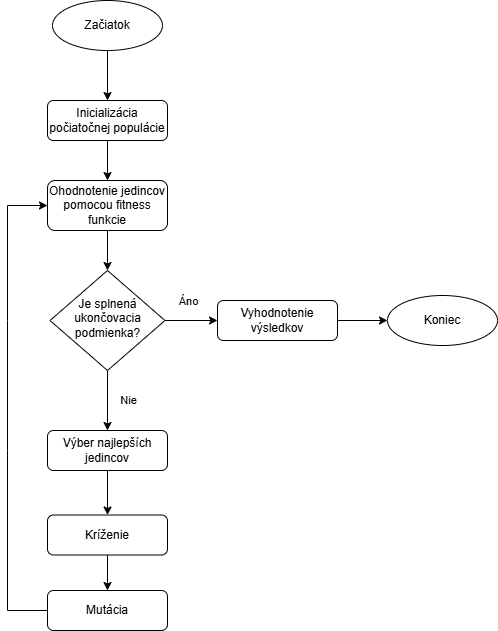 Začiatok
Inicializácia
počiatočnej populácie
Ohodnotenie jedincov
pomocou fitness
funkcie
Je splnená
ukončovacia
podmienka?
Áno
Vyhodnotenie
výsledkov
Koniec
Nie
Výber najlepších
jedincov
Kríženie
Mutácia